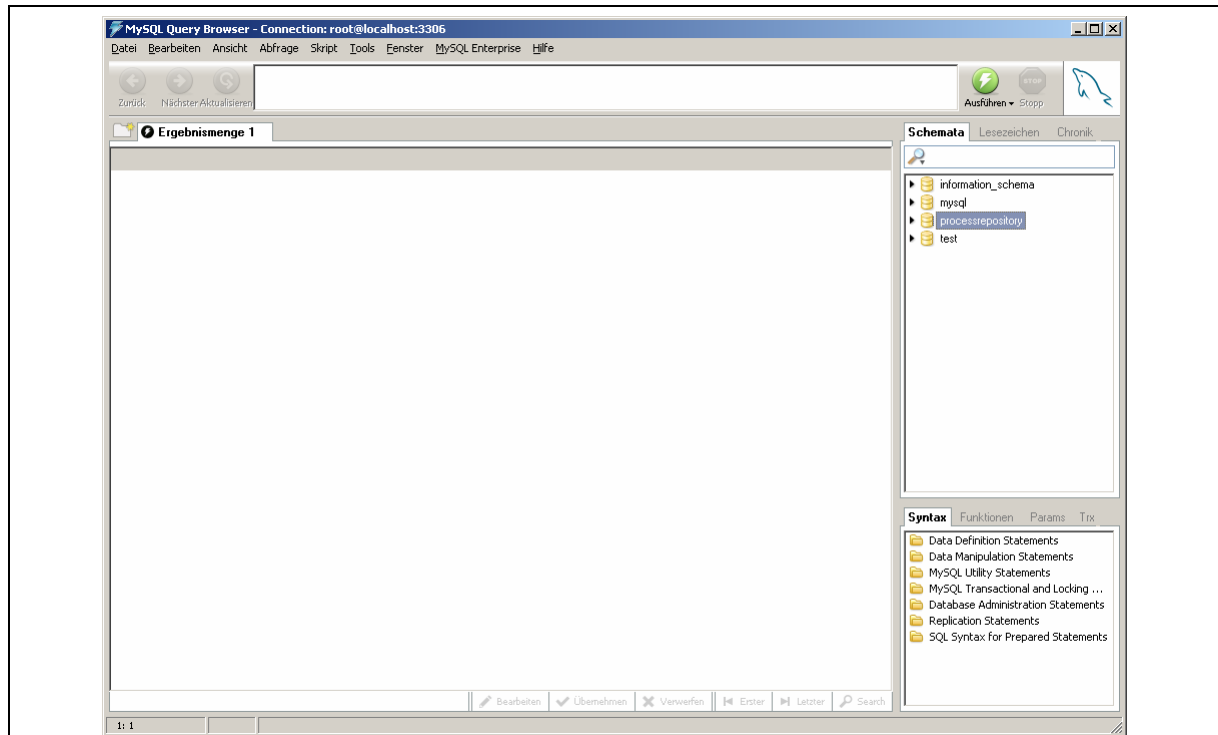 MySQL Query Browser - Connection: root@localhost:3306
Datei Bearbeiten Ansicht Abfrage Skript Tools Fenster MySQL Enterprise Hilfe
Zurück Nächster Aktualisieren Ausführen STOP Stopp
Ergebnismenge 1
Schemata Lesezeichen Chronik
information_schema
mysql
processrepository
test
Syntax Funktionen Params Trx
Data Definition Statements
Data Manipulation Statements
MySQL Utility Statements
MySQL Transactional and Locking ...
Database Administration Statements
Replication Statements
SQL Syntax for Prepared Statements
Bearbeiten Übernehmen Verwerfen Erster Letzter Search
1: 1